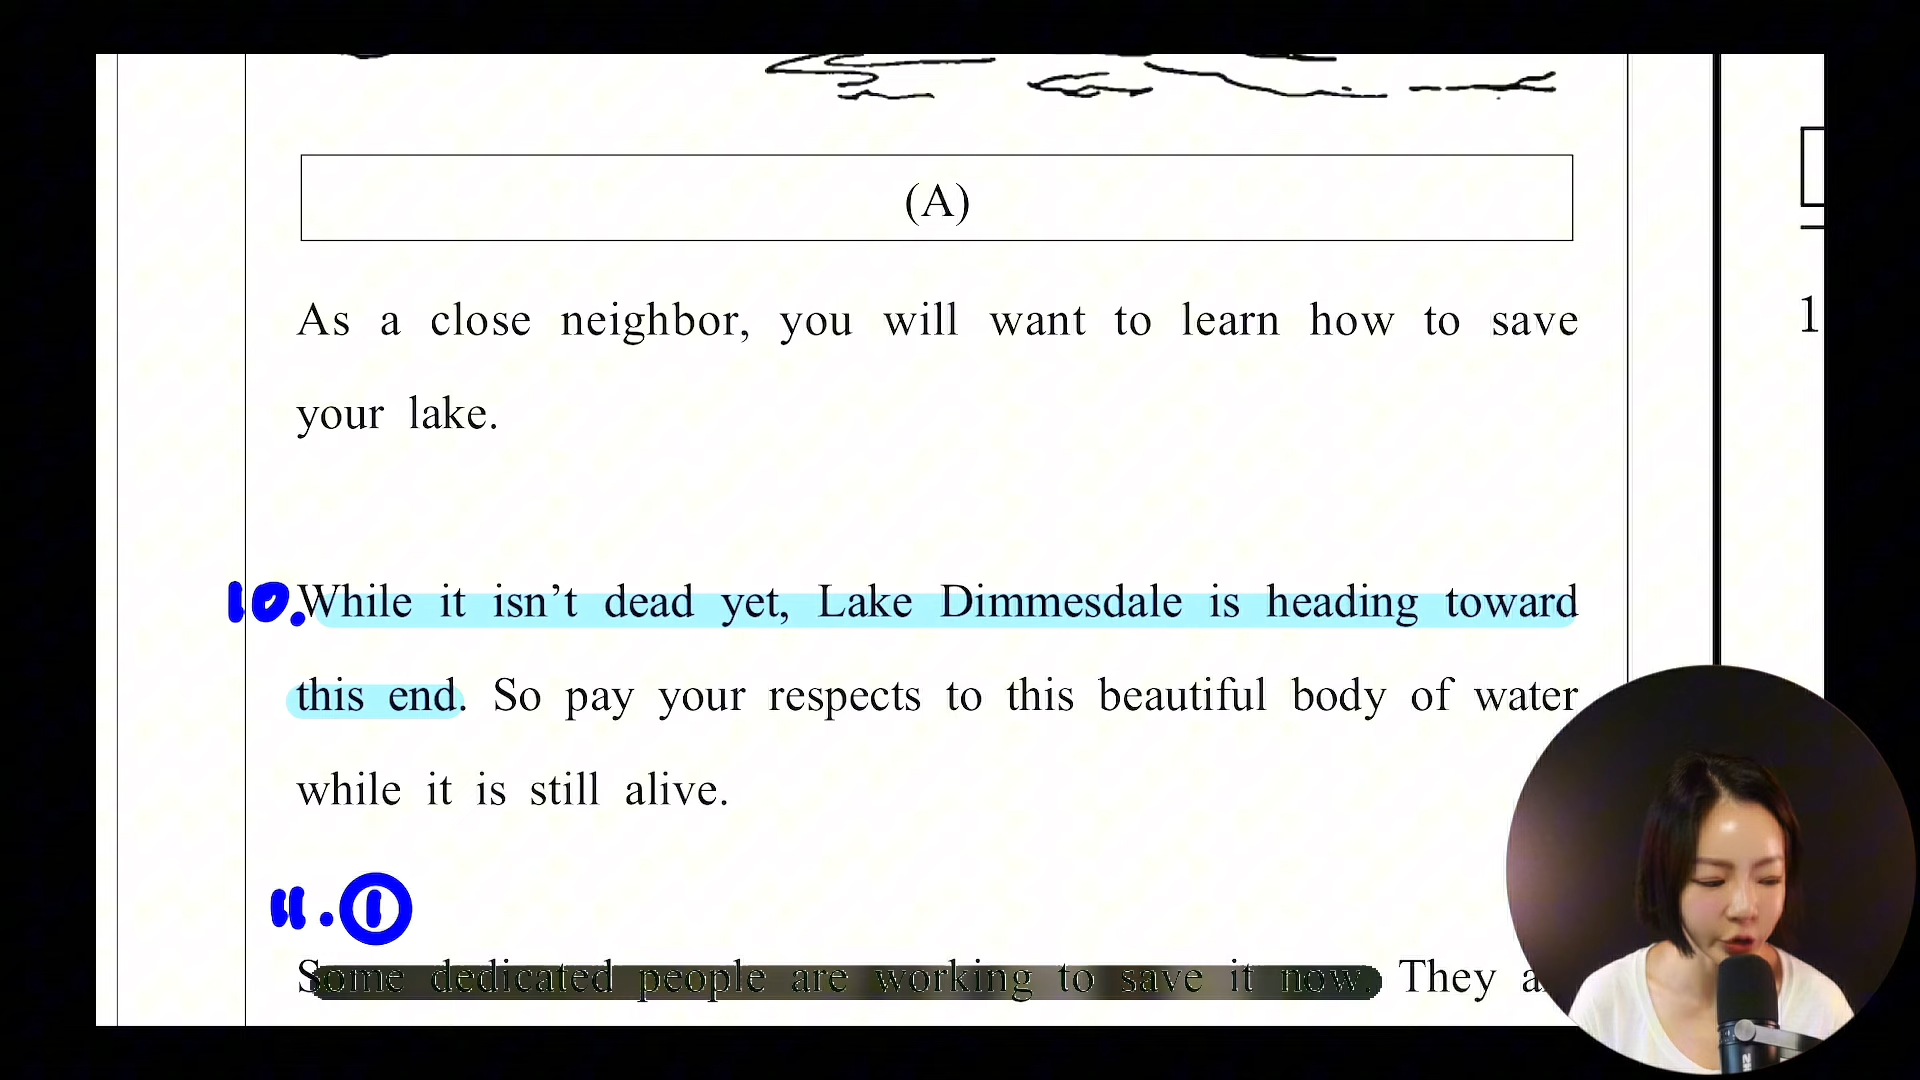 (A)
As a close neighbor, you will want to learn how to save
your lake.
10. While it isn’t dead yet, Lake Dimmesdale is heading toward
this end. So pay your respects to this beautiful body of water
while it is still alive.
11. ①
Some dedicated people are working to save it now. They
1